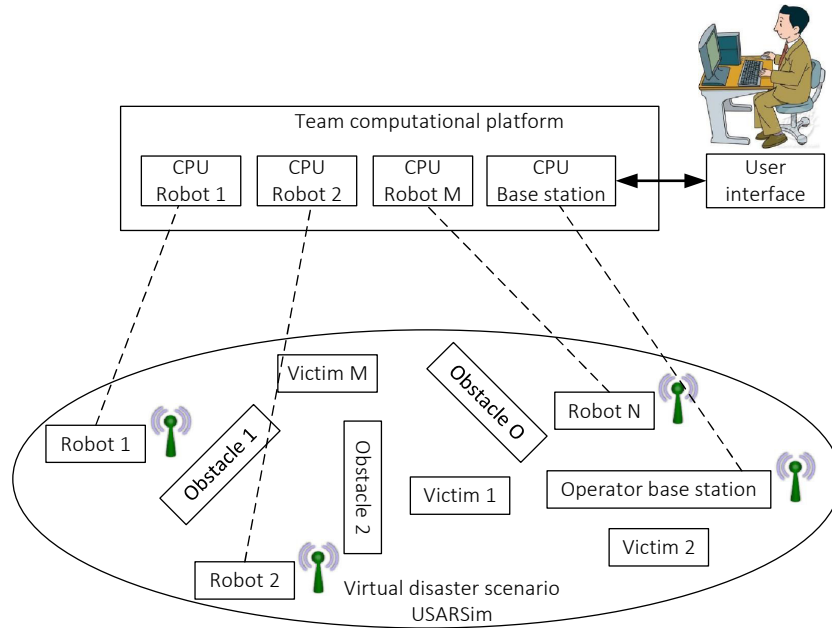 Team computational platform
CPU
Robot 1
CPU
Robot 2
CPU
Robot M
CPU
Base station
User
interface
Victim M
Obstacle O
Robot N
Robot 1
Obstacle 1
Obstacle 2
Victim 1
Operator base station
Victim 2
Robot 2
Virtual disaster scenario
USARSim